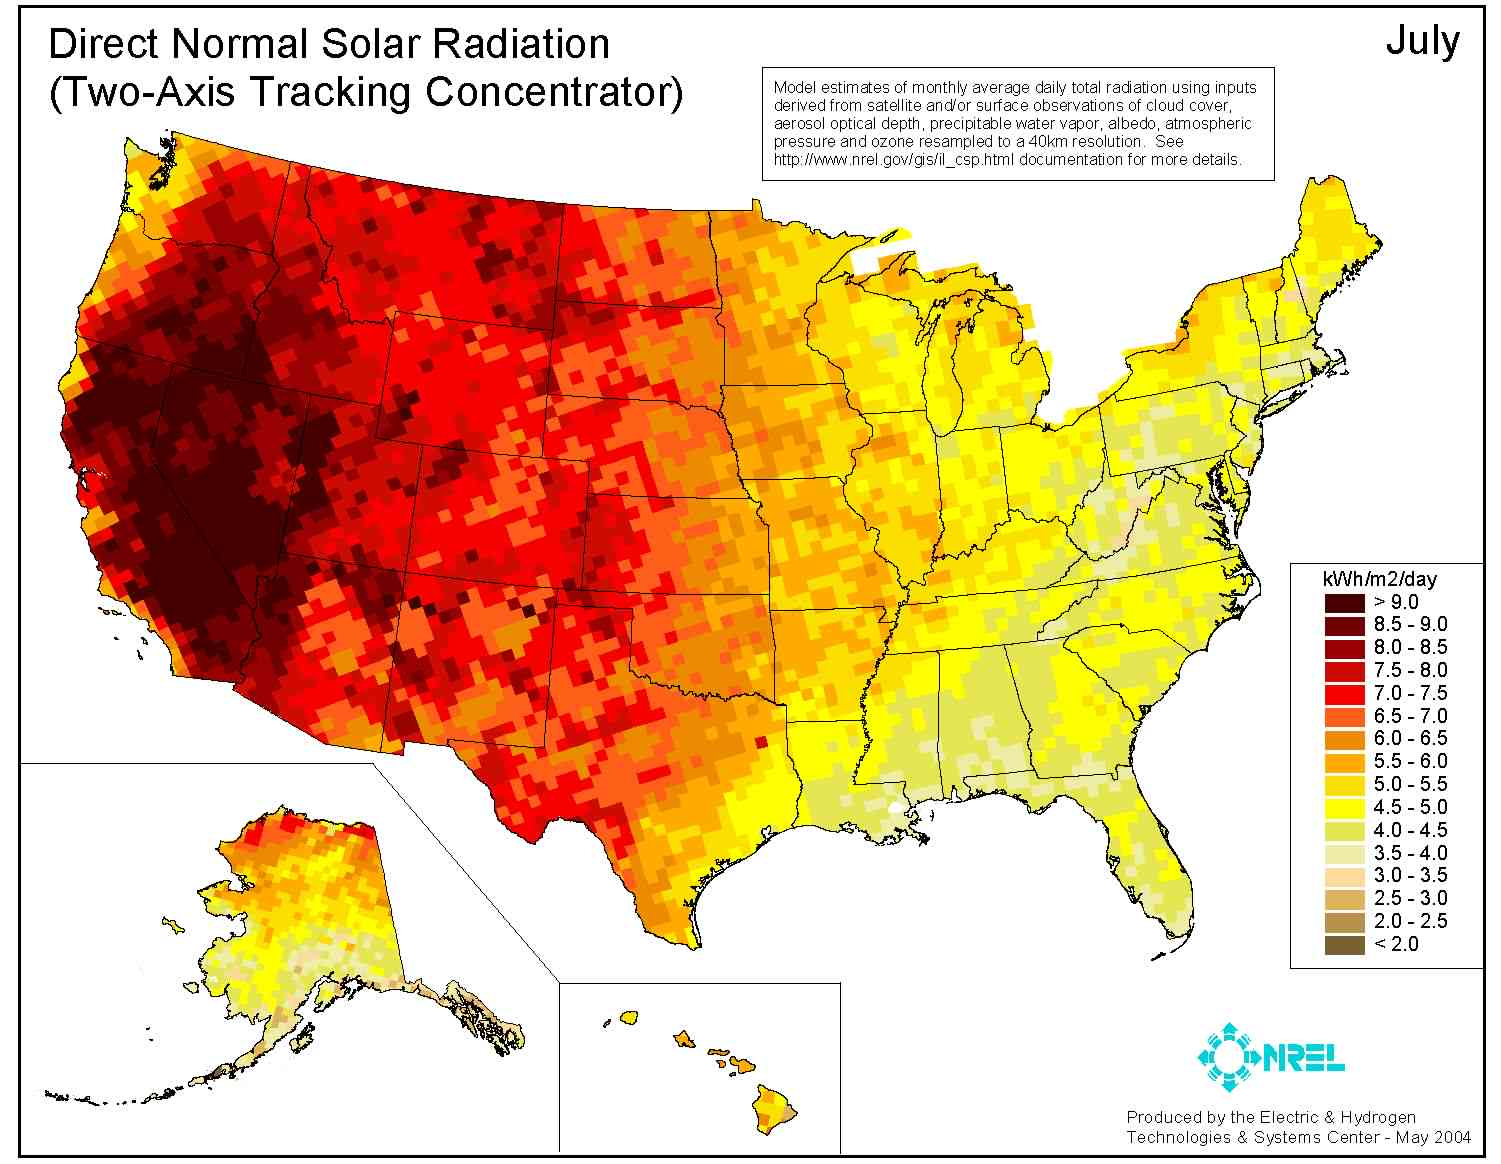 Direct Normal Solar Radiation
(Two-Axis Tracking Concentrator)
July
Model estimates of monthly average daily total radiation using inputs
derived from satellite and/or surface observations of cloud cover,
aerosol optical depth, precipitable water vapor, albedo, atmospheric
pressure and ozone resampled to a 40km resolution.  See
http://www.nrel.gov/gis/il_csp.html documentation for more details.
kWh/m2/day
> 9.0
8.5 - 9.0
8.0 - 8.5
7.5 - 8.0
7.0 - 7.5
6.5 - 7.0
6.0 - 6.5
5.5 - 6.0
5.0 - 5.5
4.5 - 5.0
4.0 - 4.5
3.5 - 4.0
3.0 - 3.5
2.5 - 3.0
2.0 - 2.5
< 2.0
NREL
Produced by the Electric & Hydrogen
Technologies & Systems Center - May 2004